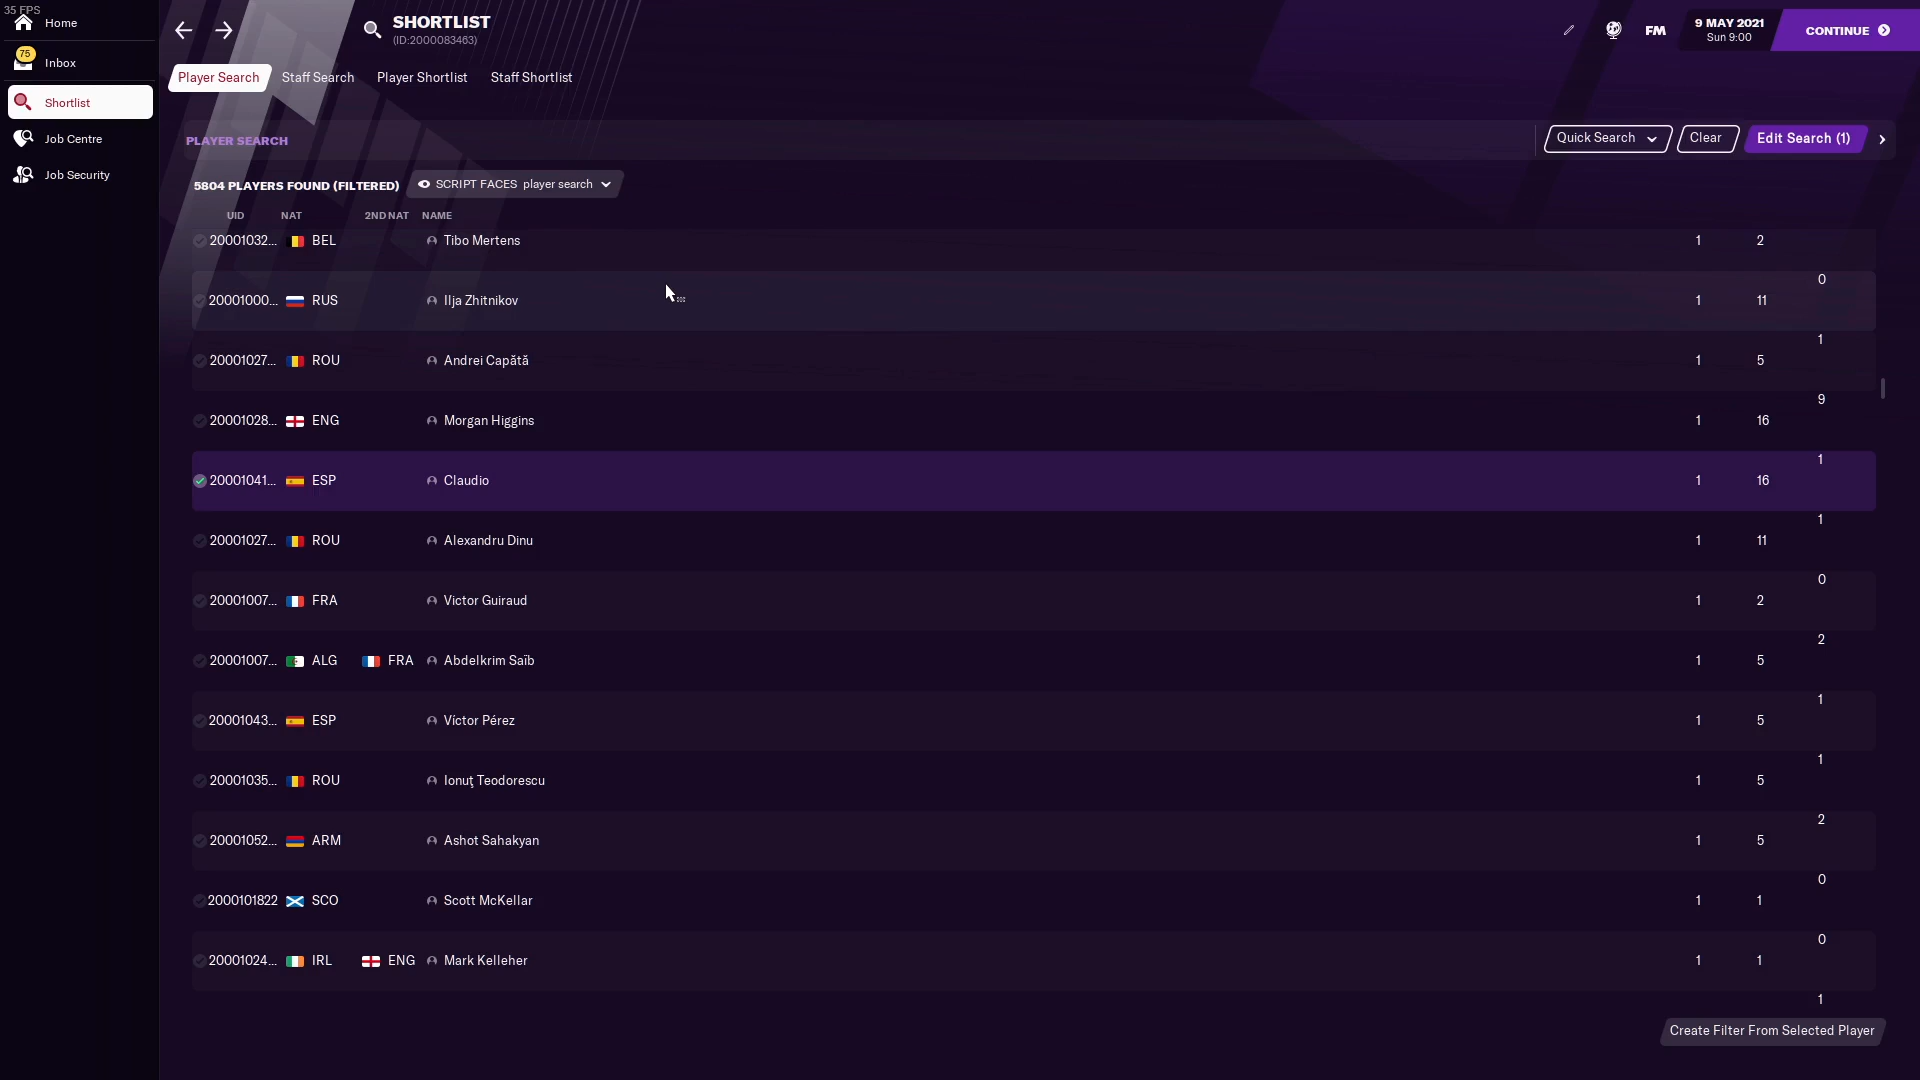 35 FPS
Home
75
Inbox
Shortlist
Job Centre
Job Security
SHORTLIST
(ID:2000083463)
FM
9 MAY 2021
Sun 9:00
CONTINUE
Player Search Staff Search Player Shortlist Staff Shortlist
PLAYER SEARCH
Quick Search Clear Edit Search (1)
5804 PLAYERS FOUND (FILTERED) SCRIPT FACES player search
UID NAT 2ND NAT NAME
20001032... BEL Tibo Mertens 1 2
0
20001000... RUS Ilja Zhitnikov 1 11
1
20001027... ROU Andrei Capătă 1 5
9
20001028... ENG Morgan Higgins 1 16
1
20001041... ESP Claudio 1 16
1
20001027... ROU Alexandru Dinu 1 11
0
20001007... FRA Victor Guiraud 1 2
2
20001007... ALG FRA Abdelkrim Saïb 1 5
1
20001043... ESP Víctor Pérez 1 5
1
20001035... ROU Ionuţ Teodorescu 1 5
2
20001052... ARM Ashot Sahakyan 1 5
0
2000101822 SCO Scott McKellar 1 1
0
20001024... IRL ENG Mark Kelleher 1 1
1
Create Filter From Selected Player